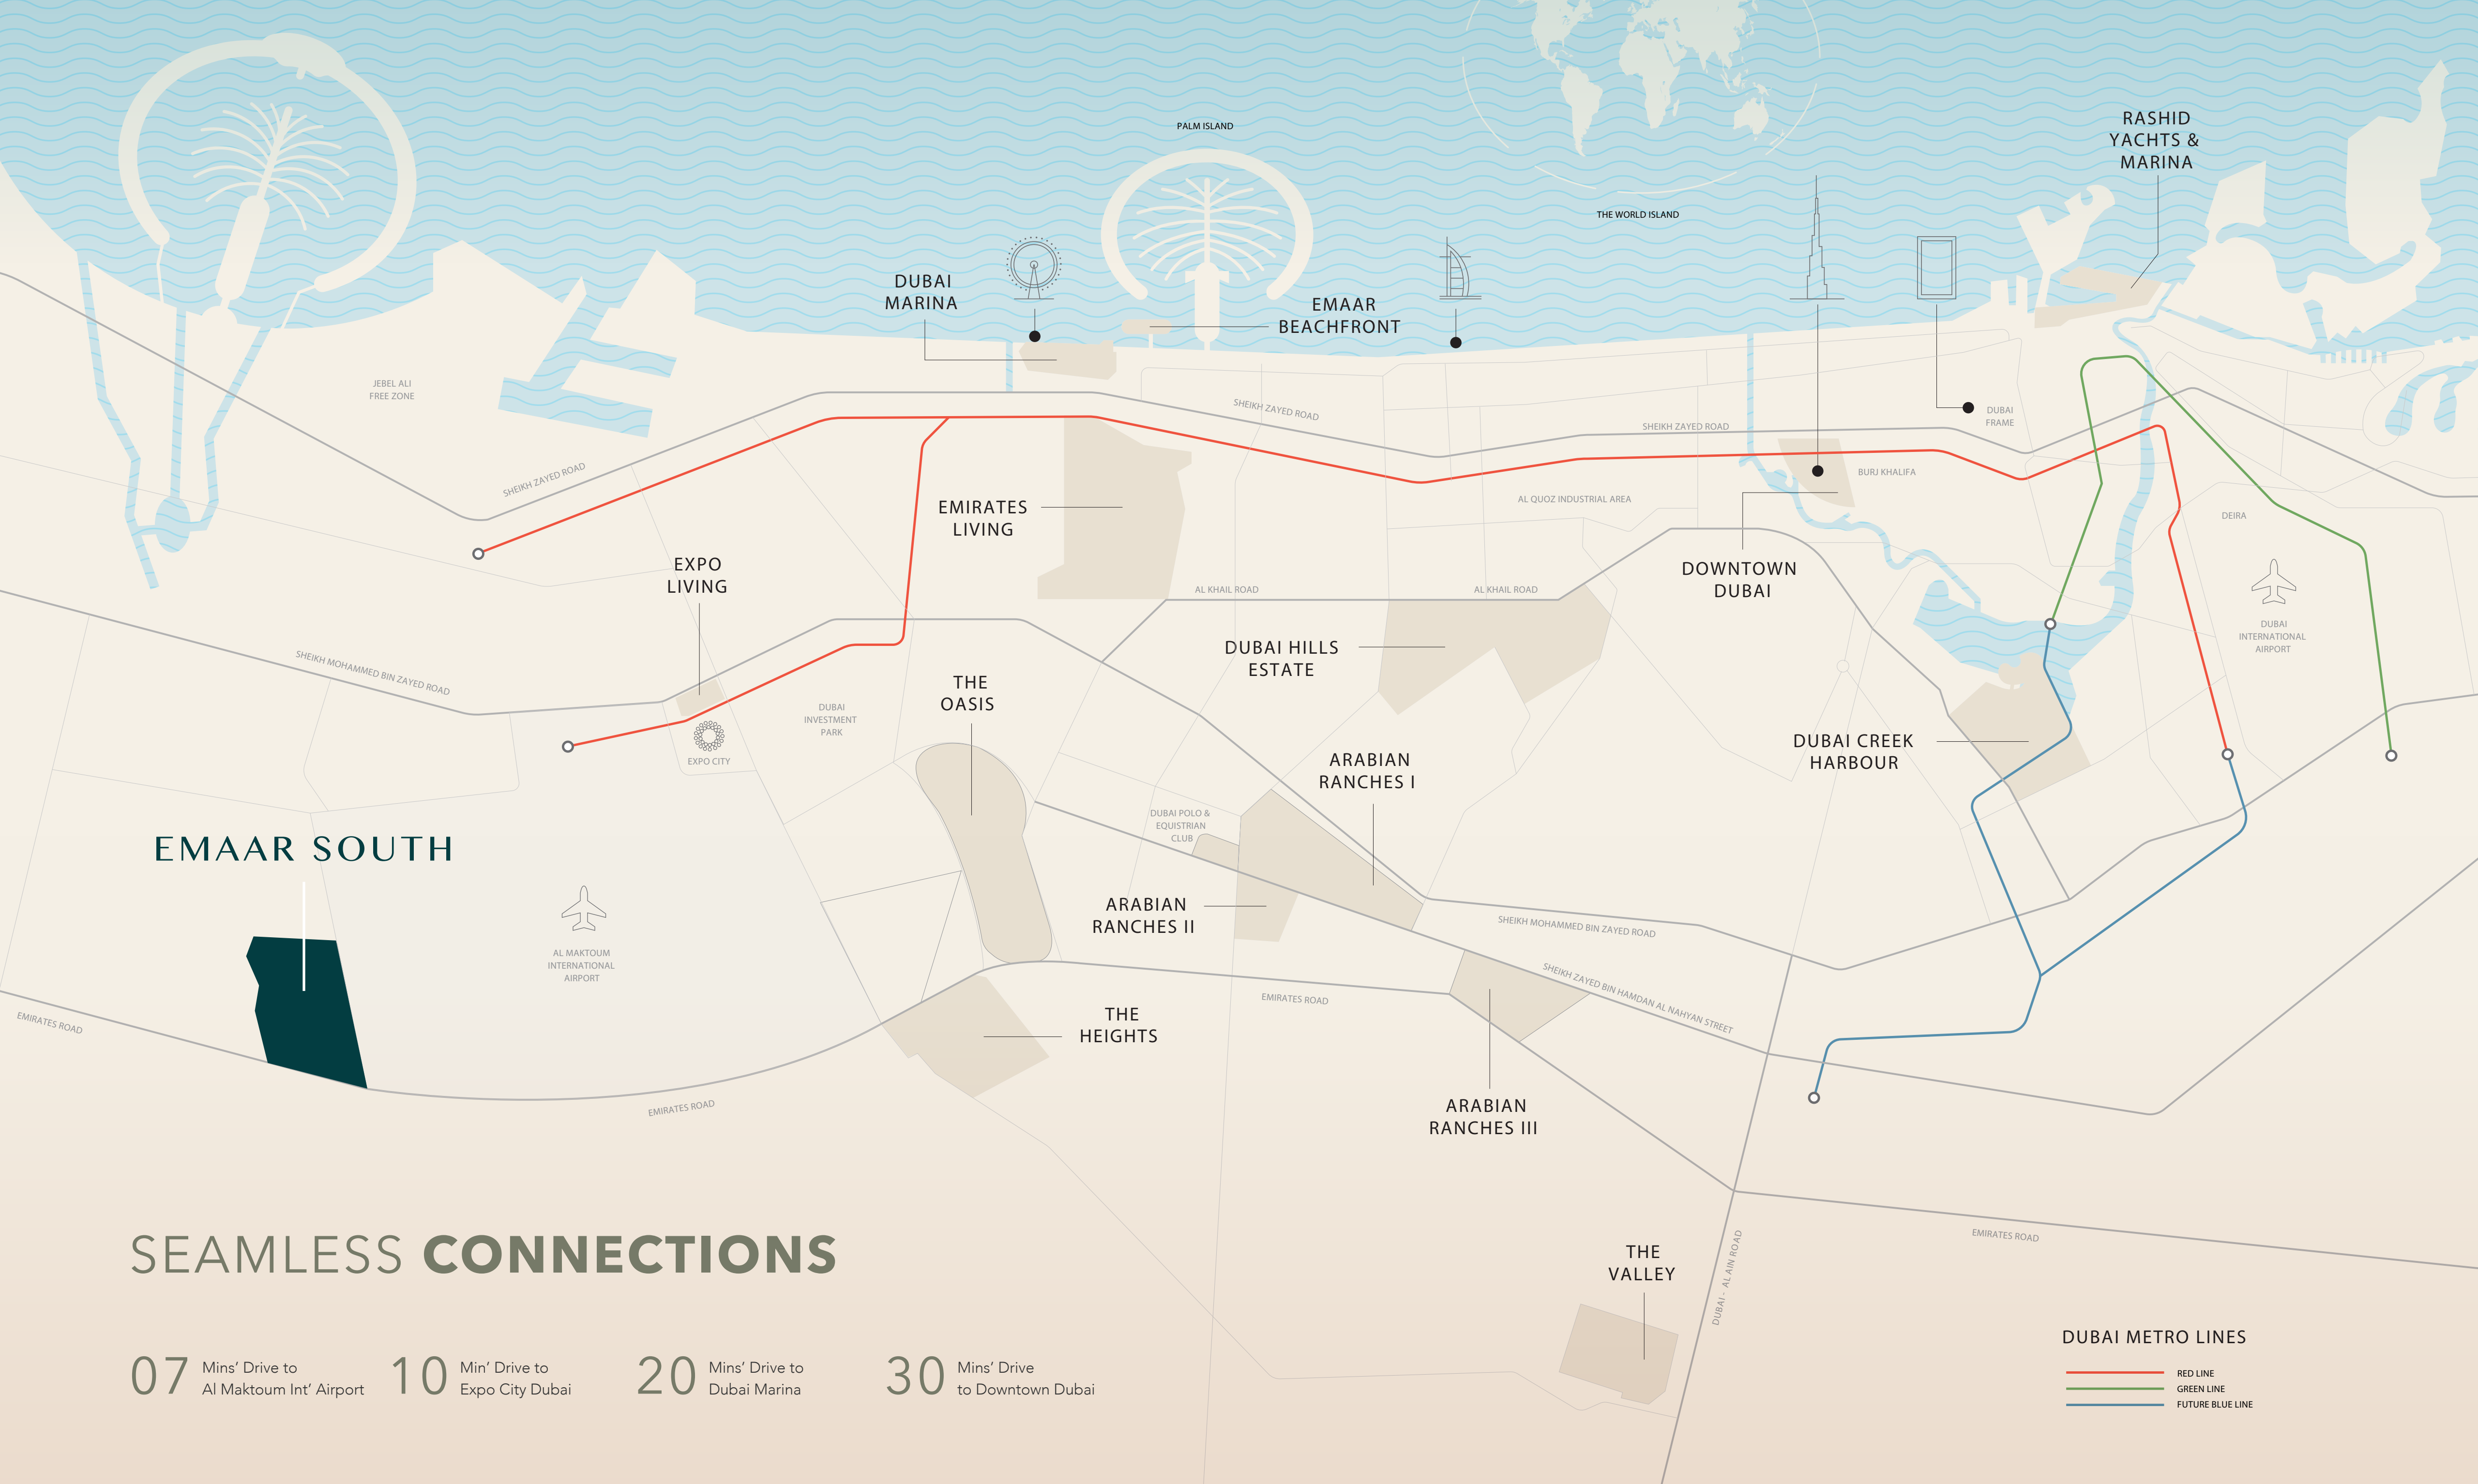 PALM ISLAND
RASHID
YACHTS &
MARINA
THE WORLD ISLAND
DUBAI
MARINA
EMAAR
BEACHFRONT
JEBEL ALI
FREE ZONE
SHEIKH ZAYED ROAD
SHEIKH ZAYED ROAD
SHEIKH ZAYED ROAD
DUBAI
FRAME
BURJ KHALIFA
AL QUOZ INDUSTRIAL AREA
DEIRA
EMIRATES
LIVING
EXPO
LIVING
DOWNTOWN
DUBAI
AL KHAIL ROAD
AL KHAIL ROAD
DUBAI
INTERNATIONAL
AIRPORT
DUBAI HILLS
ESTATE
SHEIKH MOHAMMED BIN ZAYED ROAD
THE
OASIS
DUBAI
INVESTMENT
PARK
EXPO CITY
DUBAI CREEK
HARBOUR
ARABIAN
RANCHES I
DUBAI POLO &
EQUISTRIAN
CLUB
EMAAR SOUTH
ARABIAN
RANCHES II
SHEIKH MOHAMMED BIN ZAYED ROAD
AL MAKTOUM
INTERNATIONAL
AIRPORT
SHEIKH ZAYED BIN HAMDAN AL NAHYAN STREET
EMIRATES ROAD
EMIRATES ROAD
THE
HEIGHTS
EMIRATES ROAD
ARABIAN
RANCHES III
EMIRATES ROAD
DUBAI - AL AIN ROAD
THE
VALLEY
SEAMLESS CONNECTIONS
07 Mins' Drive to
Al Maktoum Int' Airport
10 Min' Drive to
Expo City Dubai
20 Mins' Drive to
Dubai Marina
30 Mins' Drive
to Downtown Dubai
DUBAI METRO LINES
RED LINE
GREEN LINE
FUTURE BLUE LINE